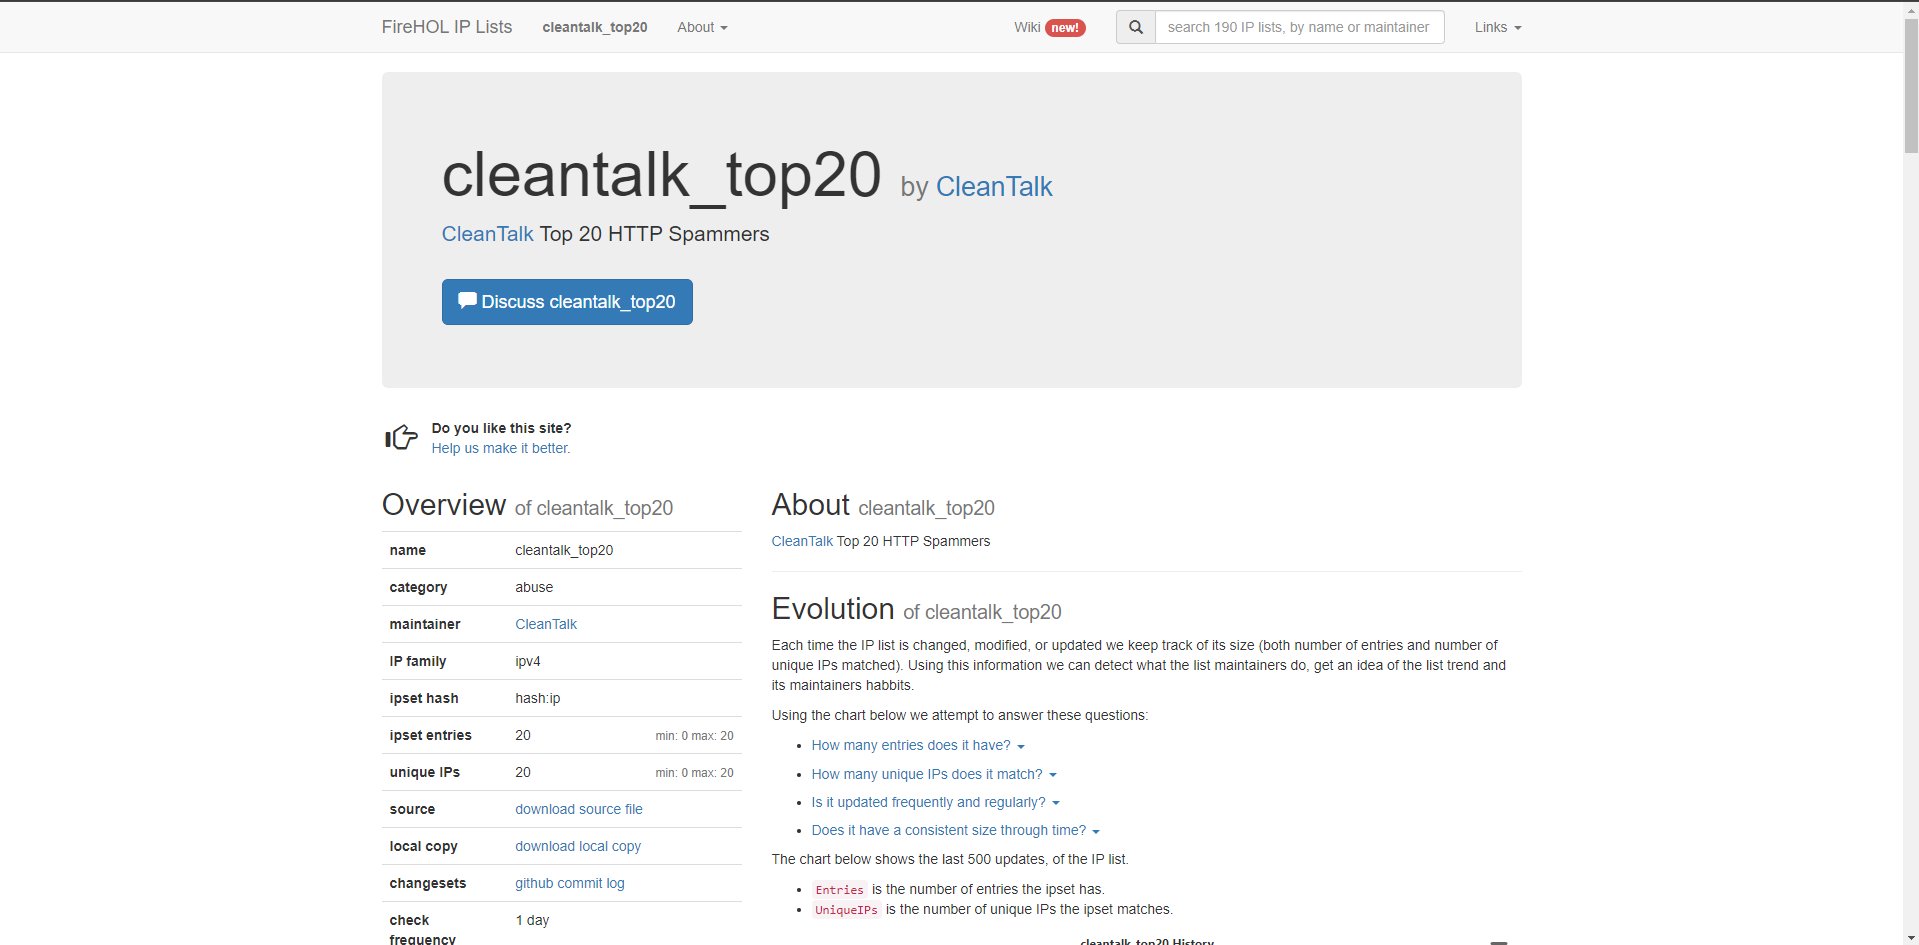 FireHOL IP Lists cleantalk_top20 About Wiki new! search 190 IP lists, by name or maintainer Links
cleantalk_top20 by CleanTalk
CleanTalk Top 20 HTTP Spammers
Discuss cleantalk_top20
Do you like this site?
Help us make it better.
Overview of cleantalk_top20
name cleantalk_top20
category abuse
maintainer CleanTalk
IP family ipv4
ipset hash hash:ip
ipset entries 20 min: 0 max: 20
unique IPs 20 min: 0 max: 20
source download source file
local copy download local copy
changesets github commit log
check 1 day
frequency
About cleantalk_top20
CleanTalk Top 20 HTTP Spammers
Evolution of cleantalk_top20
Each time the IP list is changed, modified, or updated we keep track of its size (both number of entries and number of
unique IPs matched). Using this information we can detect what the list maintainers do, get an idea of the list trend and
its maintainers habbits.
Using the chart below we attempt to answer these questions:
How many entries does it have?
How many unique IPs does it match?
Is it updated frequently and regularly?
Does it have a consistent size through time?
The chart below shows the last 500 updates, of the IP list.
Entries is the number of entries the ipset has.
UniqueIPs is the number of unique IPs the ipset matches.
cleantalk_top20 History